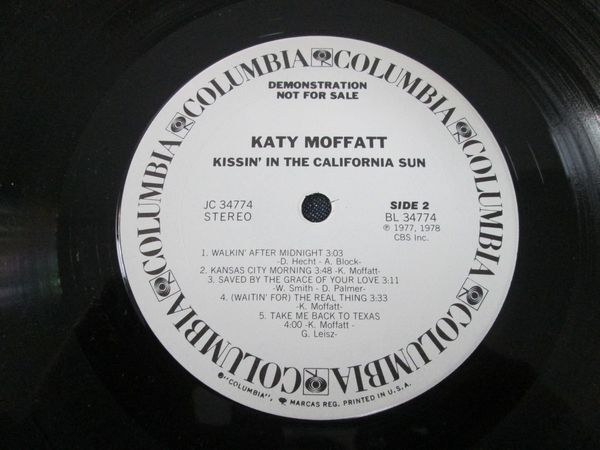 COLUMBIA COLUMBIA COLUMBIA COLUMBIA COLUMBIA COLUMBIA COLUMBIA COLUMBIA
DEMONSTRATION
NOT FOR SALE
KATY MOFFATT
KISSIN' IN THE CALIFORNIA SUN
JC 34774
STEREO
SIDE 2
BL 34774
℗ 1977, 1978
CBS Inc.
1. WALKIN' AFTER MIDNIGHT 3:03
-D. Hecht - A. Block-
2. KANSAS CITY MORNING 3:48 -K. Moffatt-
3. SAVED BY THE GRACE OF YOUR LOVE 3:11
-W. Smith - D. Palmer-
4. (WAITIN' FOR) THE REAL THING 3:33
-K. Moffatt-
5. TAKE ME BACK TO TEXAS
4:00 -K. Moffatt -
G. Leisz-
"COLUMBIA", MARCAS REG. PRINTED IN U.S.A.